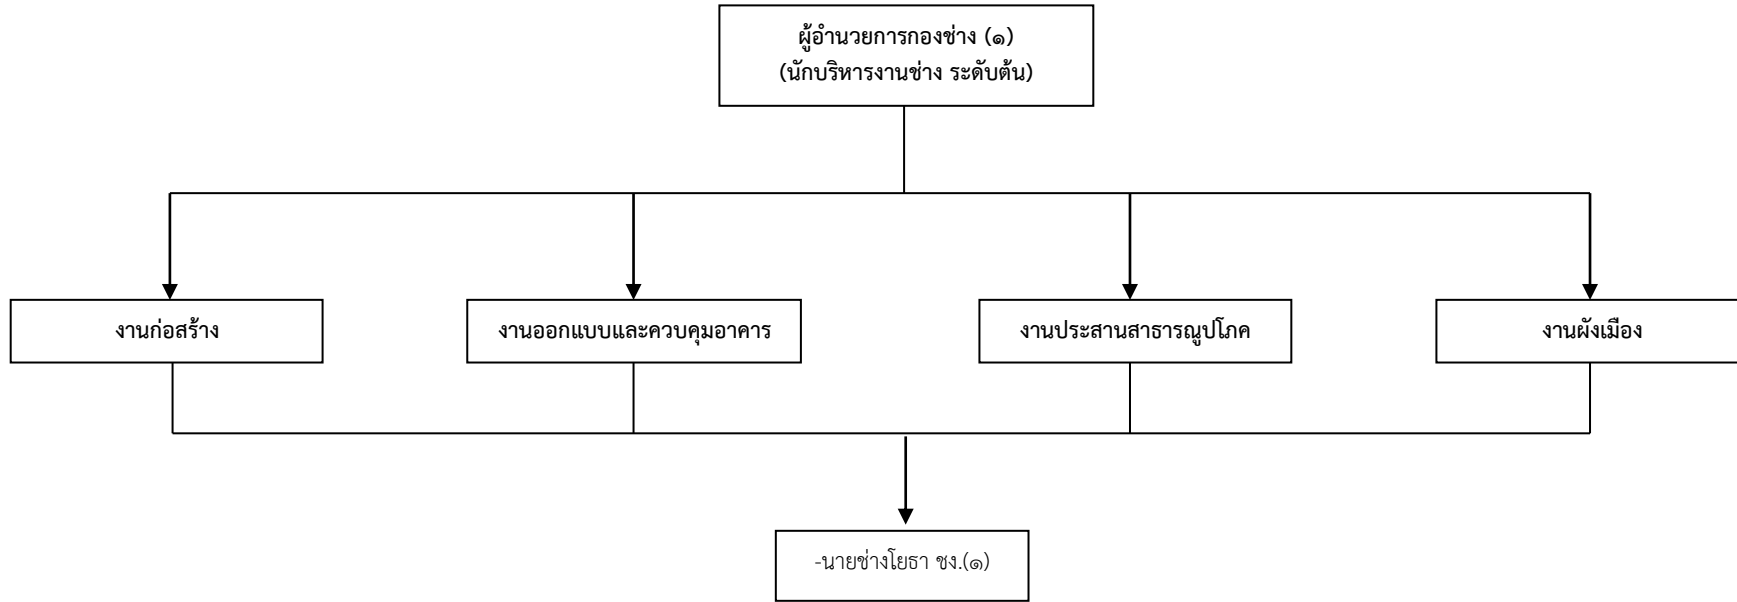 ผู้อำนวยการกองช่าง (๑)
(นักบริหารงานช่าง ระดับต้น)
งานก่อสร้าง
งานออกแบบและควบคุมอาคาร
งานประสานสาธารณูปโภค
งานผังเมือง
-นายช่างโยธา ชง.(๑)